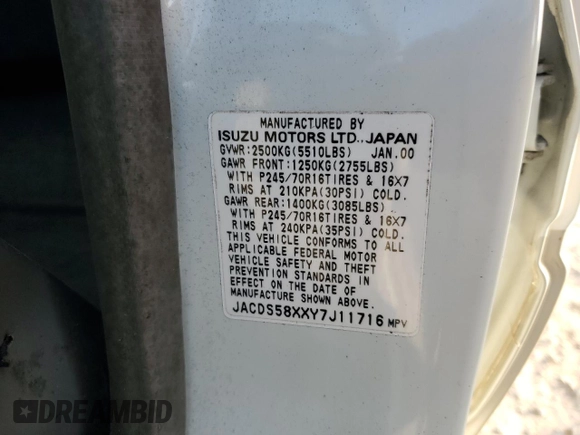 MANUFACTURED BY
ISUZU MOTORS LTD., JAPAN
GVWR:2500KG(5510LBS) JAN.00
GAWR FRONT:1250KG(2755LBS)
WITH P245/70R16TIRES & 16X7
RIMS AT 210KPA(30PSI) COLD.
GAWR REAR:1400KG(3085LBS)
WITH P245/70R16TIRES & 16X7
RIMS AT 240KPA(35PSI) COLD.
THIS VEHICLE CONFORMS TO ALL
APPLICABLE FEDERAL MOTOR
VEHICLE SAFETY AND THEFT
PREVENTION STANDARDS IN
EFFECT ON THE DATE OF
MANUFACTURE SHOWN ABOVE.
JACDS58XXY7J11716 MPV
DREAMBID